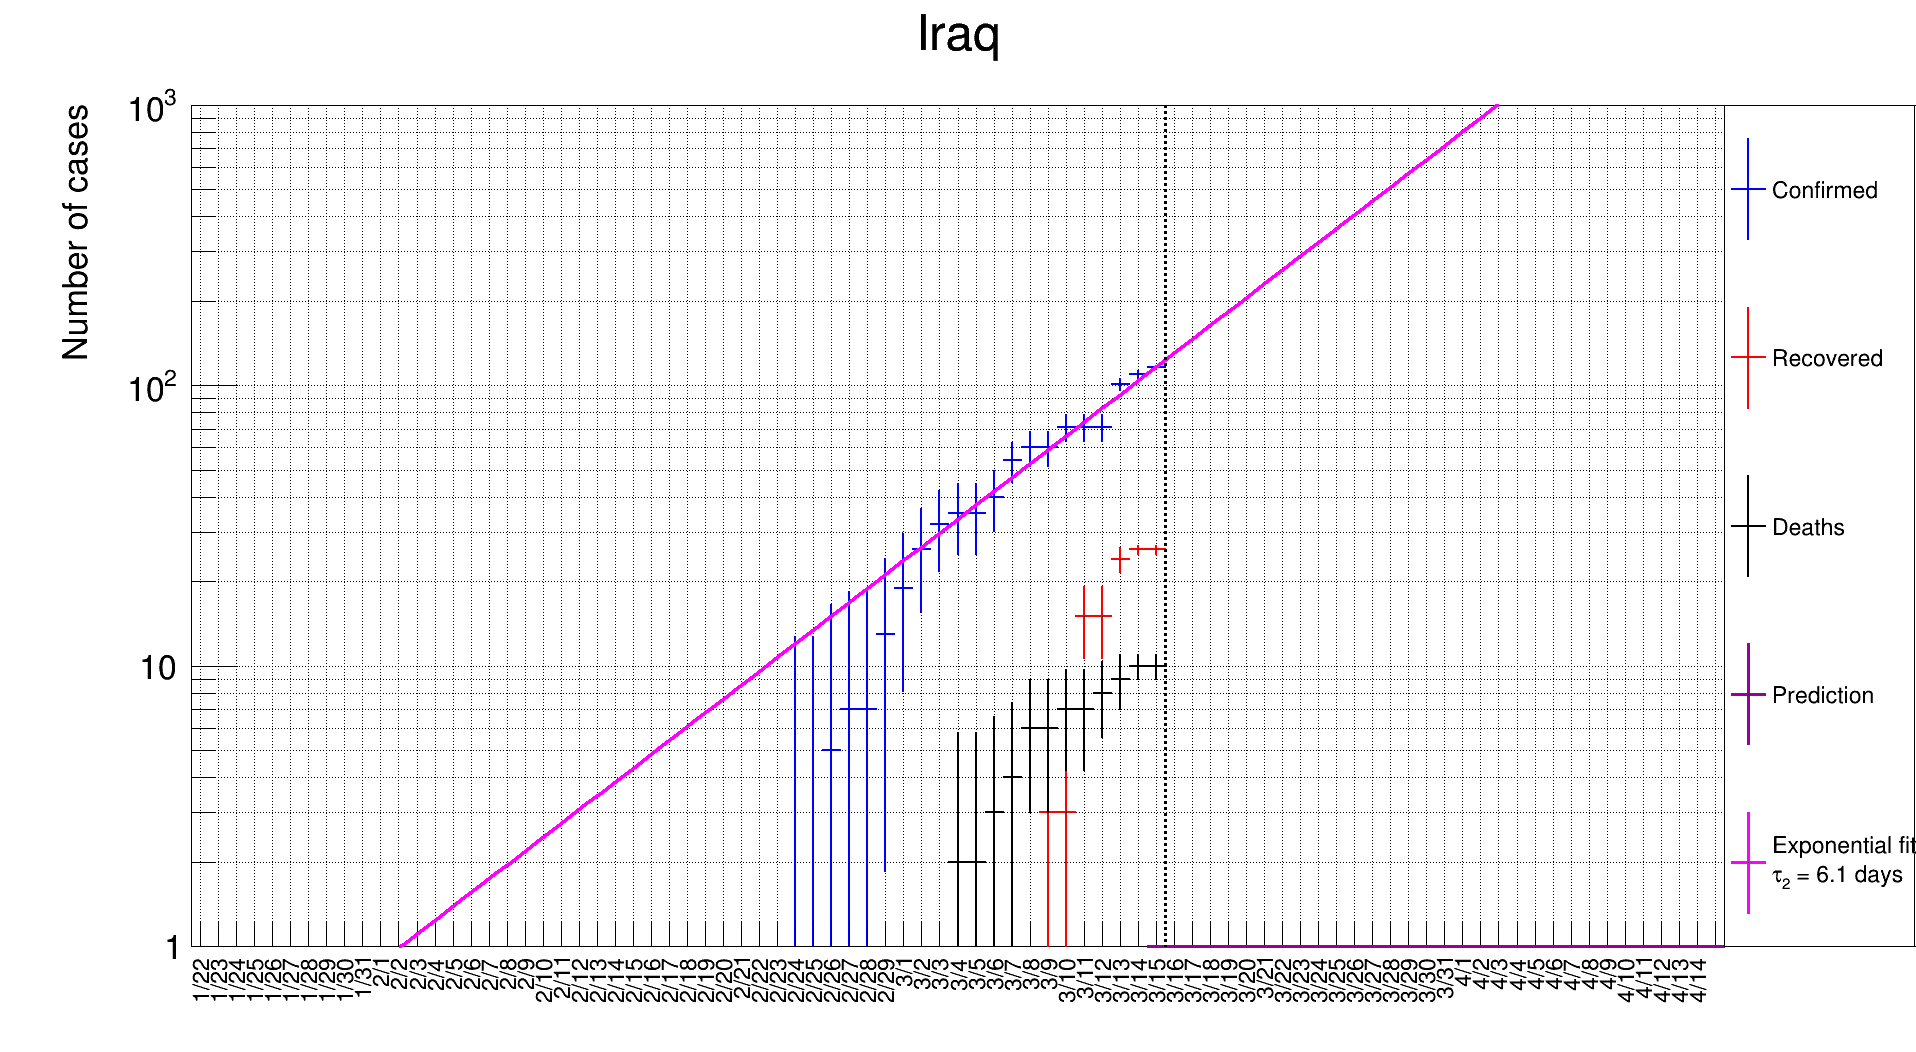 Iraq
Number of cases
10³
10²
10
1
1/22 1/23 1/24 1/25 1/26 1/27 1/28 1/29 1/30 1/31 2/1 2/2 2/3 2/4 2/5 2/6 2/7 2/8 2/9 2/10 2/11 2/12 2/13 2/14 2/15 2/16 2/17 2/18 2/19 2/20 2/21 2/22 2/23 2/24 2/25 2/26 2/27 2/28 2/29 3/1 3/2 3/3 3/4 3/5 3/6 3/7 3/8 3/9 3/10 3/11 3/12 3/13 3/14 3/15 3/16 3/17 3/18 3/19 3/20 3/21 3/22 3/23 3/24 3/25 3/26 3/27 3/28 3/29 3/30 3/31 4/1 4/2 4/3 4/4 4/5 4/6 4/7 4/8 4/9 4/10 4/11 4/12 4/13 4/14
Confirmed
Recovered
Deaths
Prediction
Exponential fit
τ₂ = 6.1 days